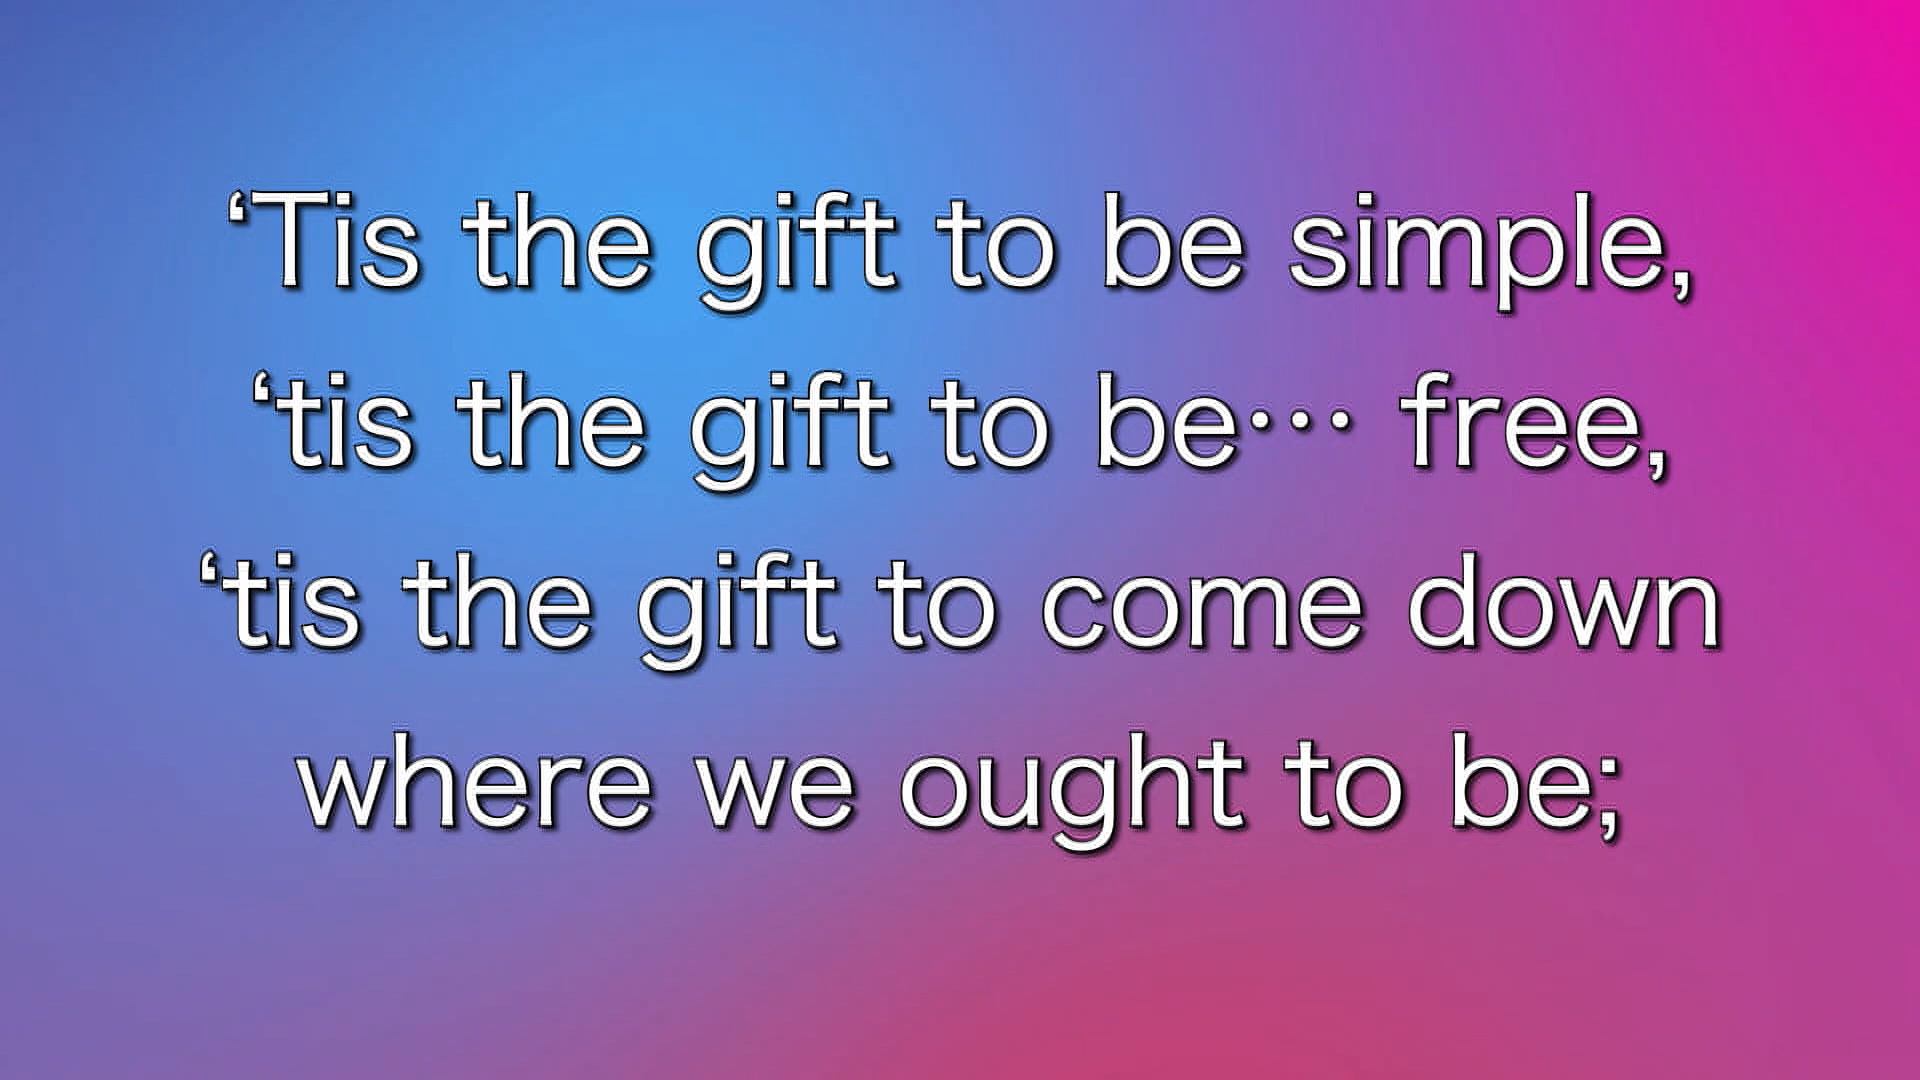 ‘Tis the gift to be simple,
‘tis the gift to be⋯ free,
‘tis the gift to come down
where we ought to be;